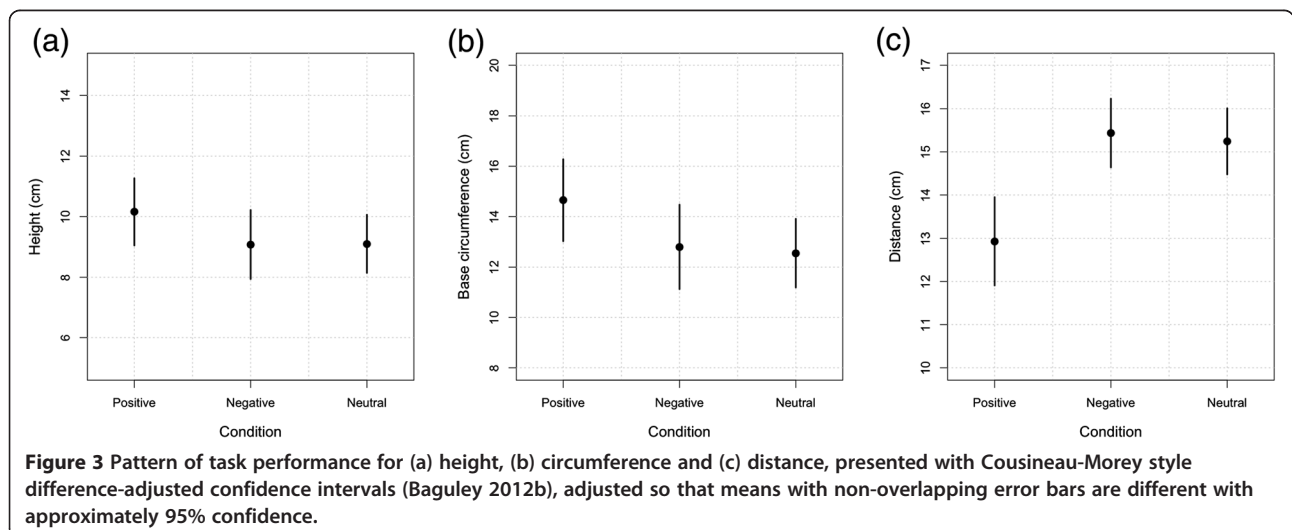 (a)
14
12
10
8
6
Height (cm)
Positive Negative Neutral
Condition
(b)
20
18
16
14
12
10
8
Base circumference (cm)
Positive Negative Neutral
Condition
(c)
17
16
15
14
13
12
11
10
Distance (cm)
Positive Negative Neutral
Condition
Figure 3 Pattern of task performance for (a) height, (b) circumference and (c) distance, presented with Cousineau-Morey style
difference-adjusted confidence intervals (Baguley 2012b), adjusted so that means with non-overlapping error bars are different with
approximately 95% confidence.